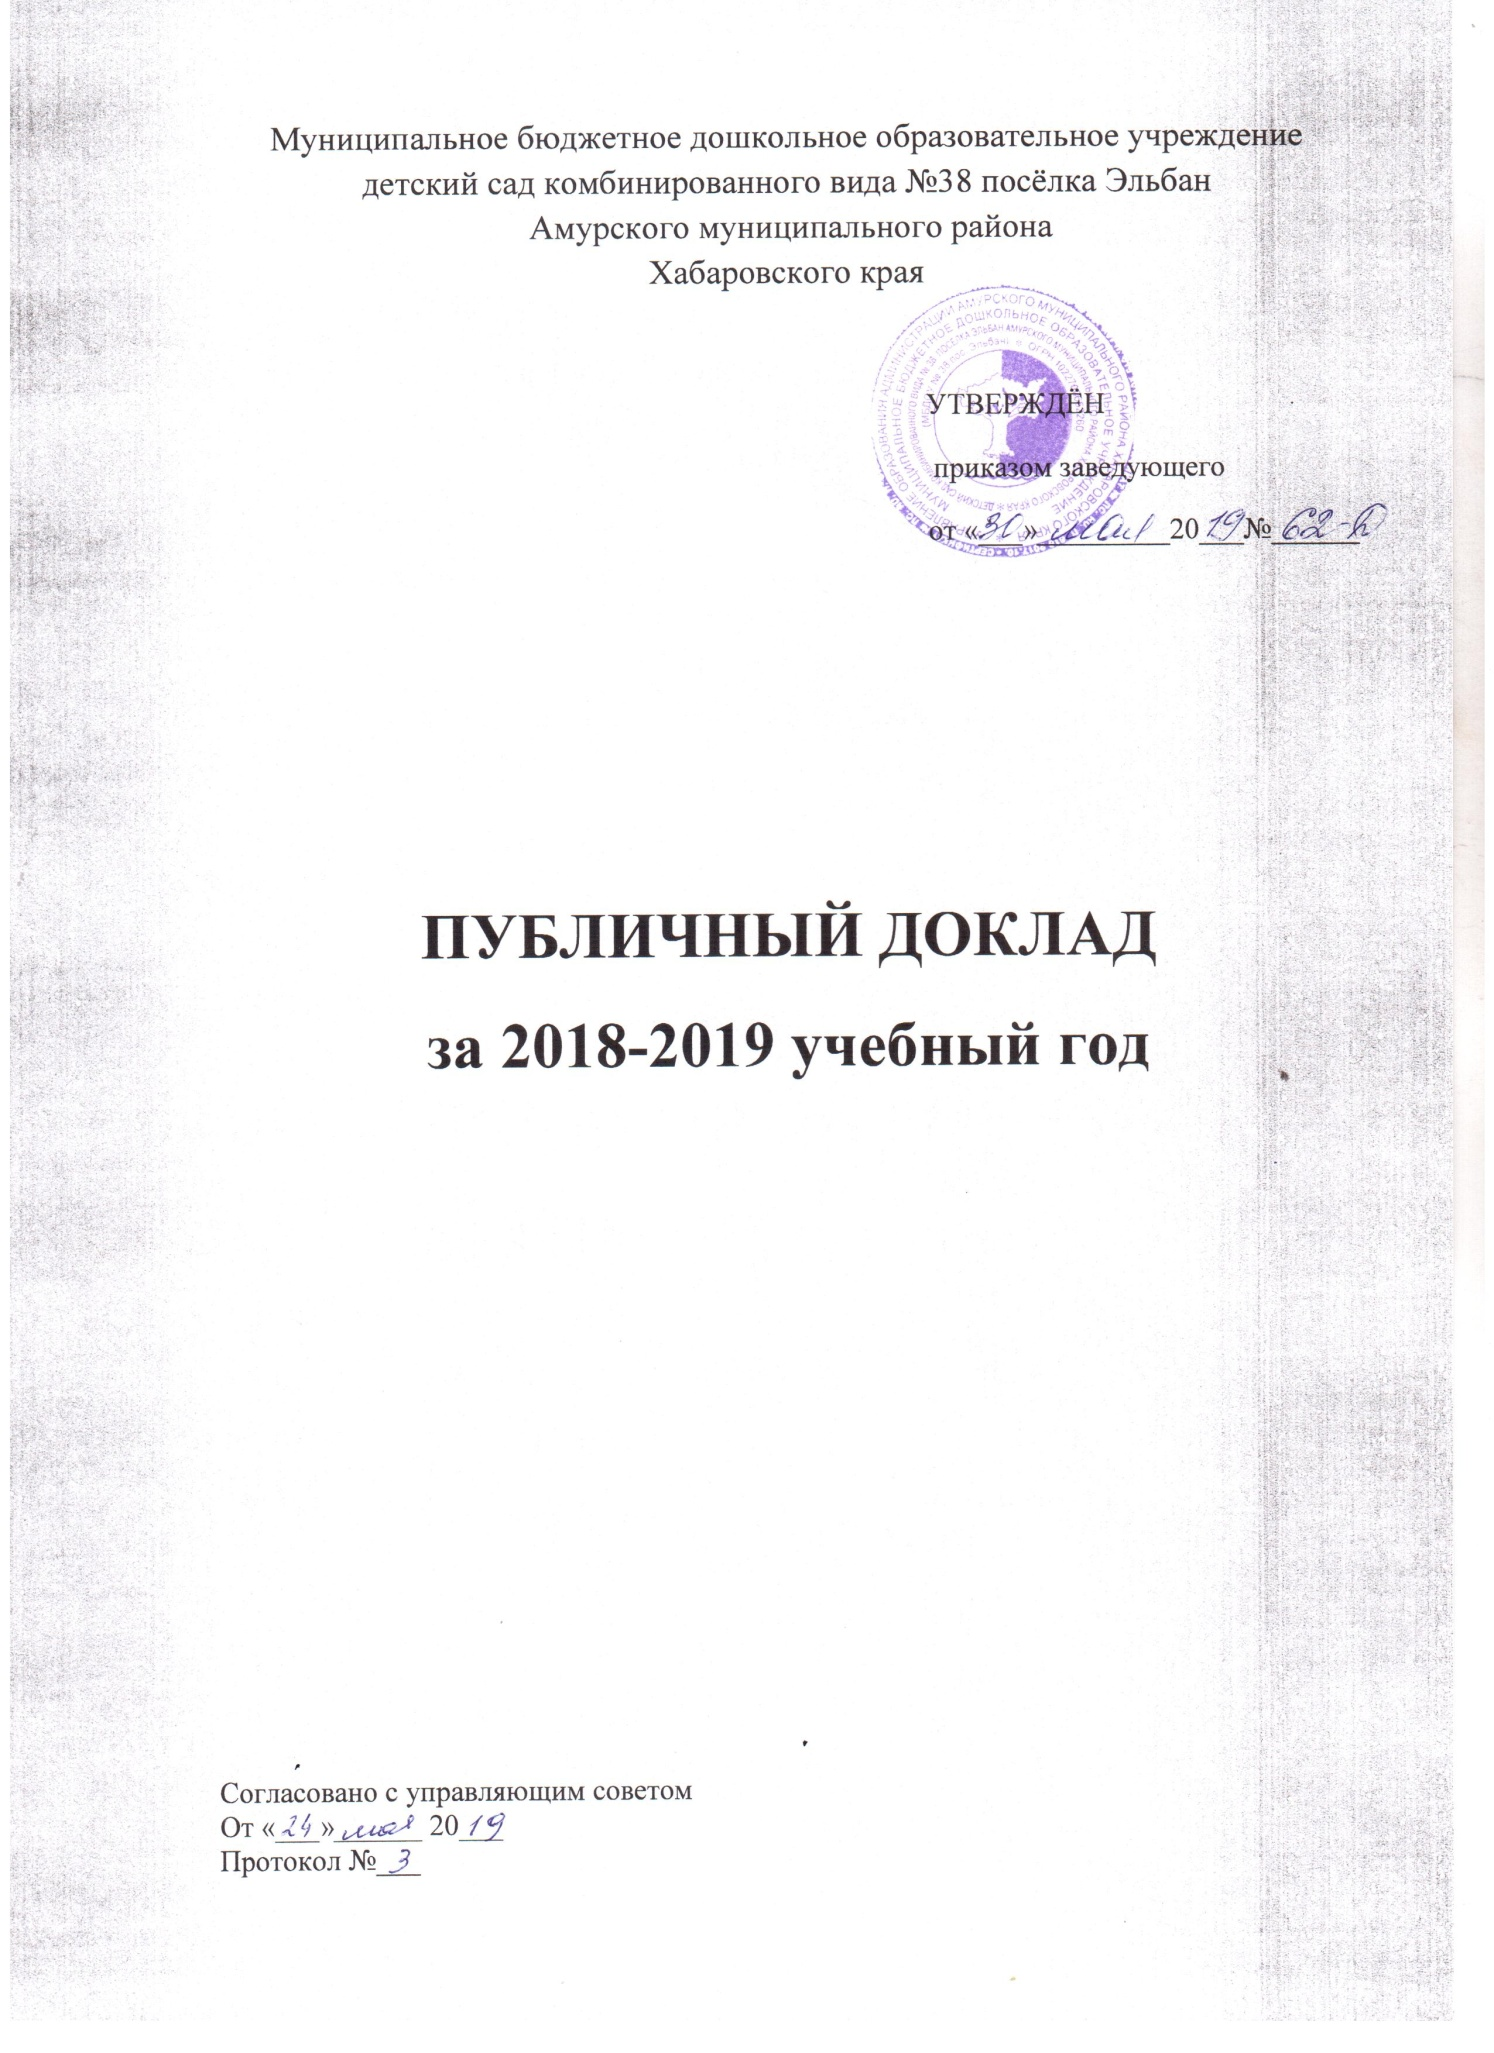 Муниципальное бюджетное дошкольное образовательное учреждение
детский сад комбинированного вида №38 посёлка Эльбан
Амурского муниципального района
Хабаровского края
УТВЕРЖДЁН
приказом заведующего
от «30» мая 2019 № 62-
ПУБЛИЧНЫЙ ДОКЛАД
за 2018-2019 учебный год
Согласовано с управляющим советом
От «24» мая 2019
Протокол № 3